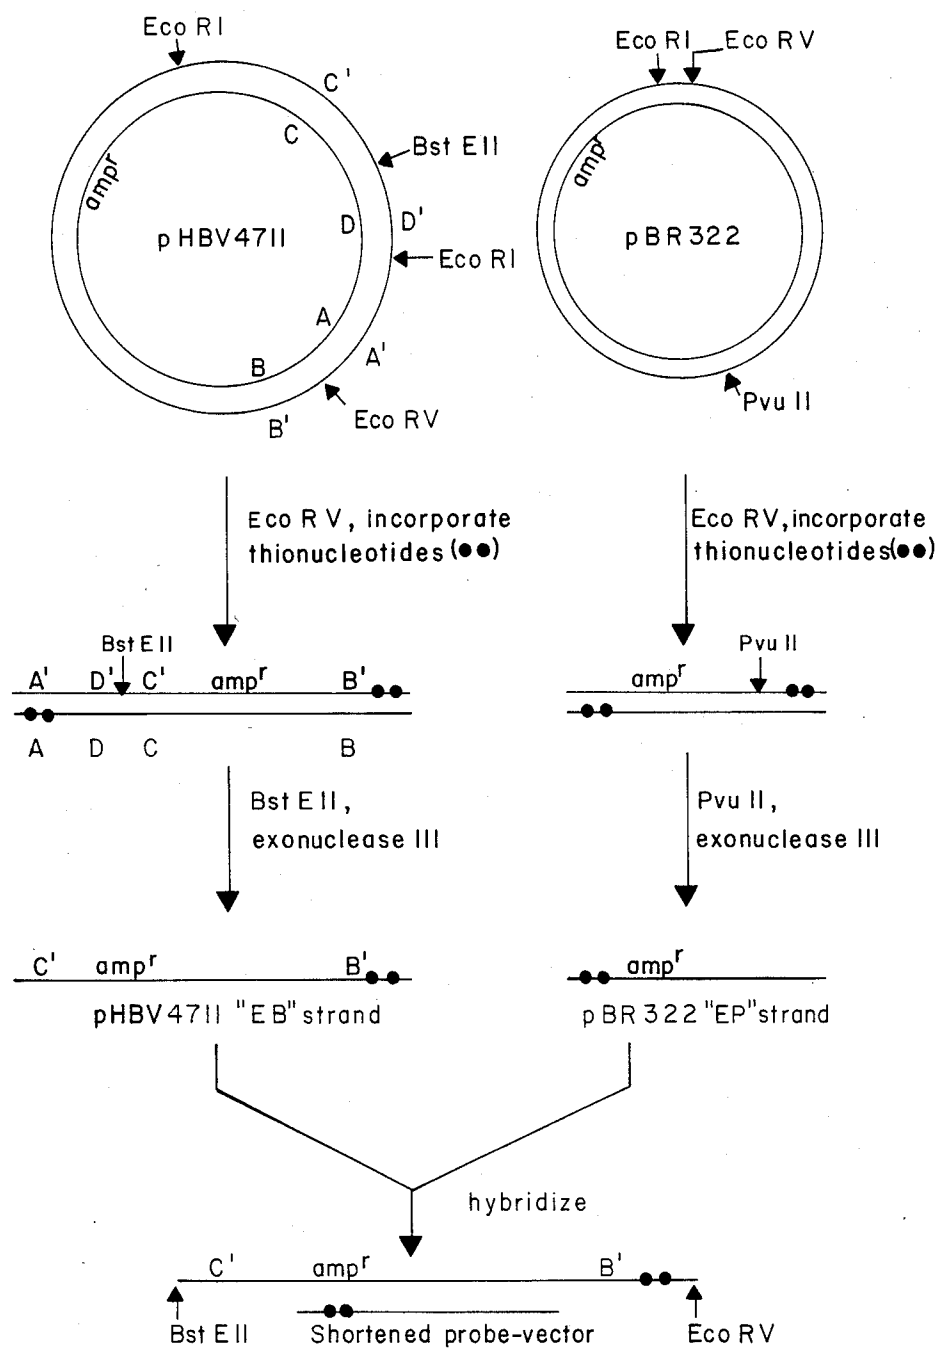 Eco RI
C'
C
Bst EII
amp^r
D
D'
pHBV4711
Eco RI
A
A'
B
B'
Eco RV
Eco RI
Eco RV
amp^r
pBR322
Pvu II
Eco RV, incorporate
thionucleotides (●●)
Eco RV, incorporate
thionucleotides(●●)
Bst EII
A' D' C' amp^r B'
A D C B
Pvu II
amp^r
Bst EII,
exonuclease III
Pvu II,
exonuclease III
C' amp^r B'
pHBV4711 "EB" strand
amp^r
pBR322 "EP" strand
hybridize
C' amp^r B'
Bst EII
Shortened probe-vector
Eco RV